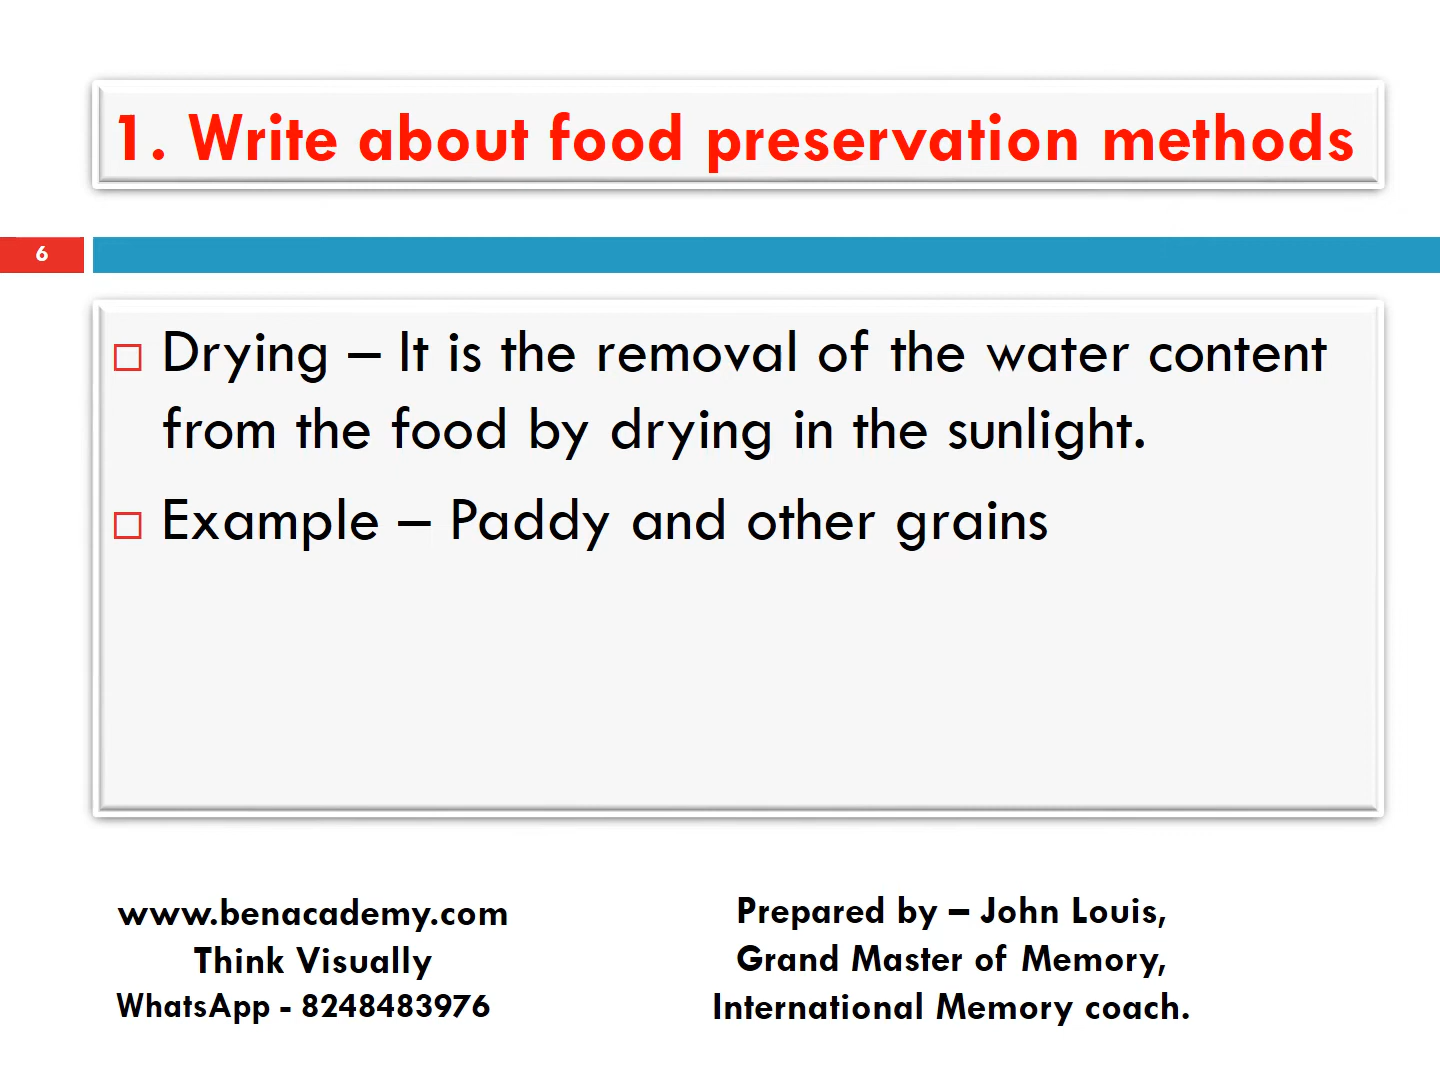 1. Write about food preservation methods
6
Drying – It is the removal of the water content
from the food by drying in the sunlight.
Example – Paddy and other grains
www.benacademy.com
Think Visually
WhatsApp - 8248483976
Prepared by – John Louis,
Grand Master of Memory,
International Memory coach.